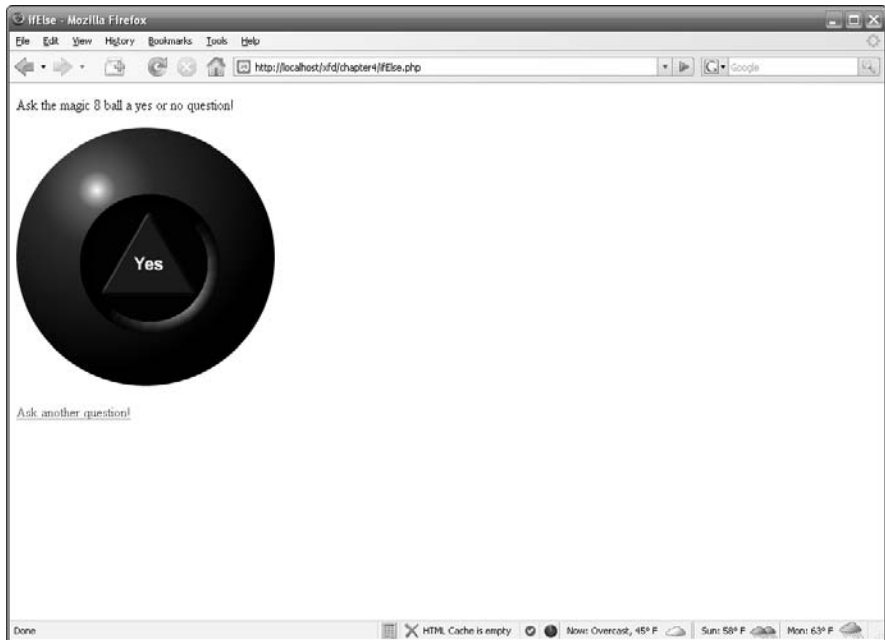 ifElse - Mozilla Firefox
File Edit View History Bookmarks Tools Help
http://localhost/xfd/chapter4/ifElse.php
G Google
Ask the magic 8 ball a yes or no question!
Yes
Ask another question!
Done HTML Cache is empty Now: Overcast, 45° F Sun: 58° F Mon: 63° F